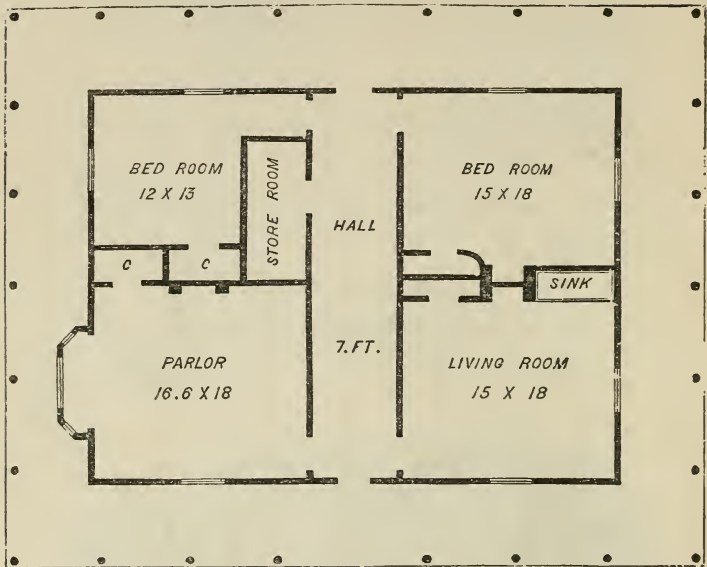 BED ROOM
12 X 13
STORE ROOM
C
C
HALL
7.FT.
BED ROOM
15 X 18
SINK
PARLOR
16.6 X 18
LIVING ROOM
15 X 18